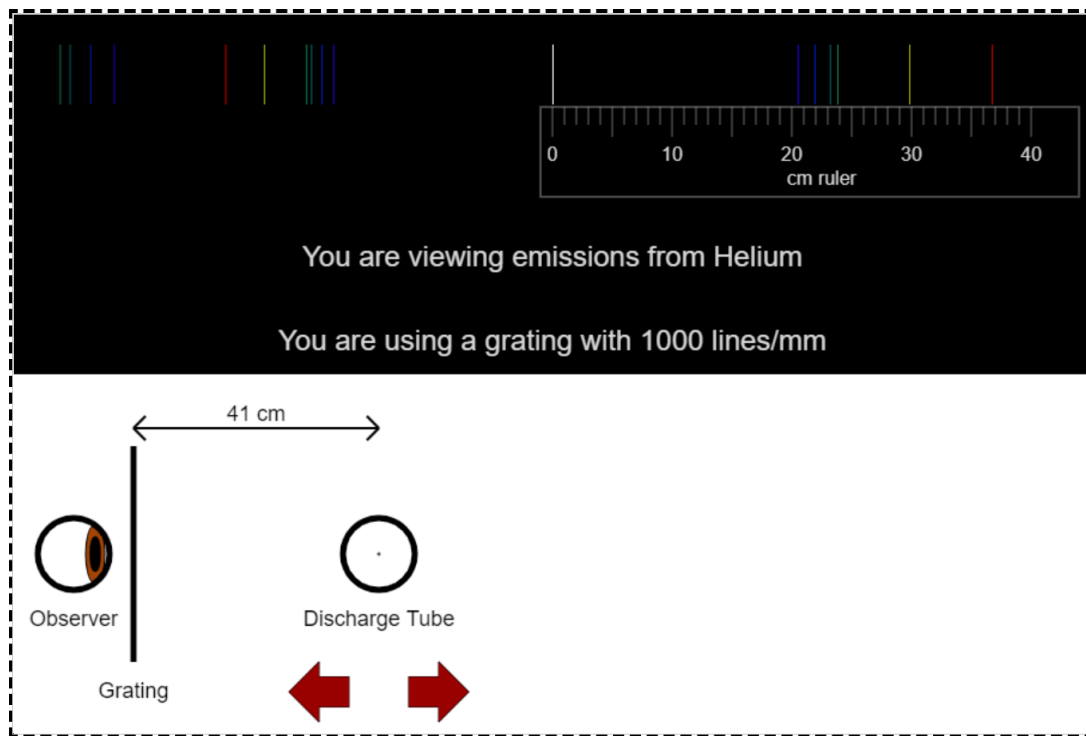 0 10 20 30 40
cm ruler
You are viewing emissions from Helium
You are using a grating with 1000 lines/mm
41 cm
Observer
Discharge Tube
Grating